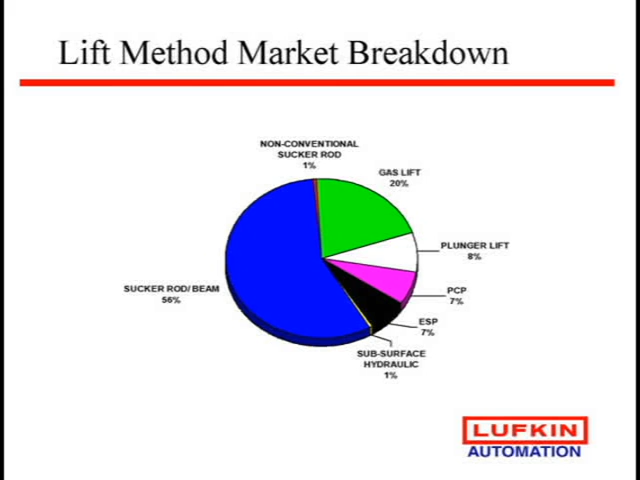 Lift Method Market Breakdown
NON-CONVENTIONAL
SUCKER ROD
1%
GAS LIFT
20%
PLUNGER LIFT
8%
PCP
7%
ESP
7%
SUB-SURFACE
HYDRAULIC
1%
SUCKER ROD/ BEAM
56%
LUFKIN
AUTOMATION